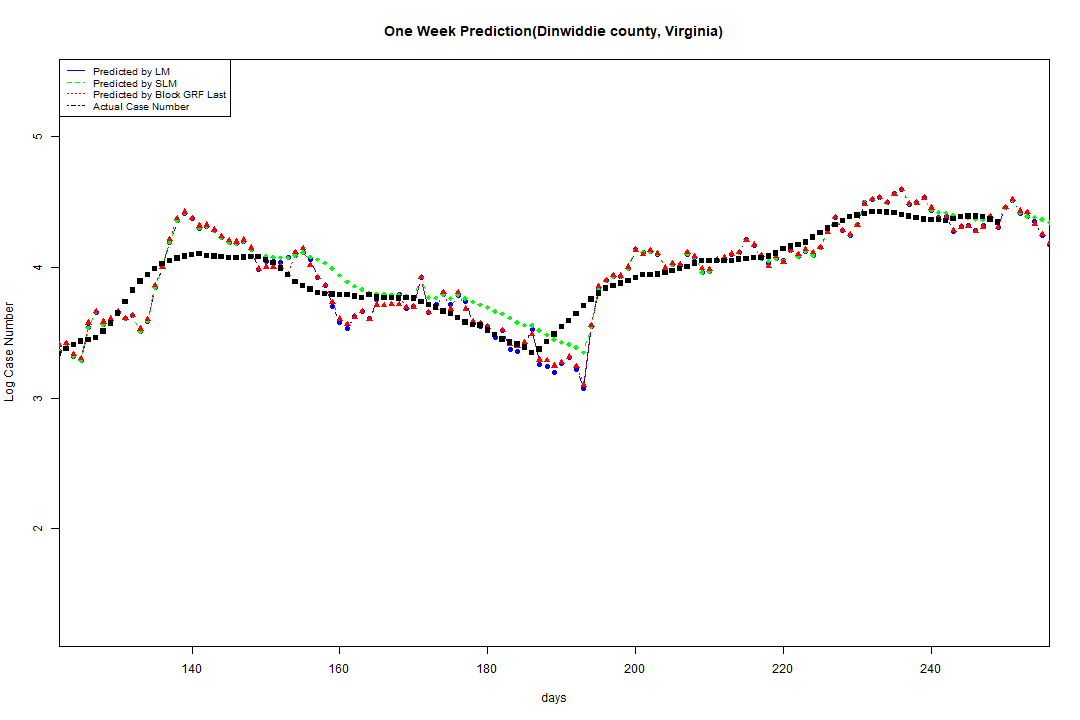 One Week Prediction(Dinwiddie county, Virginia)
Predicted by LM
Predicted by SLM
Predicted by Block GRF Last
Actual Case Number
Log Case Number
5
4
3
2
140 160 180 200 220 240
days